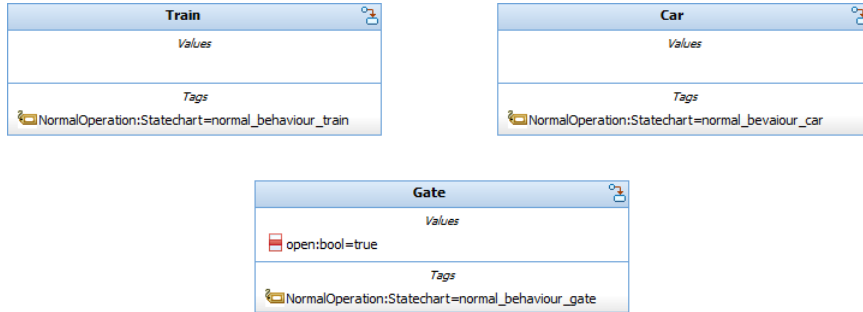 Train
Values
Tags
NormalOperation:Statechart=normal_behaviour_train
Car
Values
Tags
NormalOperation:Statechart=normal_bevaiour_car
Gate
Values
open:bool=true
Tags
NormalOperation:Statechart=normal_behaviour_gate